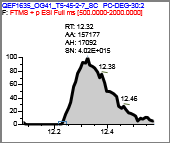 QEF1635_OG41_T5-45-2-7_SC PO-DEG-30:2
F: FTMS + p ESI Full ms [500.0000-2000.0000]
RT: 12.32
AA: 157177
AH: 17092
SN: 4.02E+015
100
80
60
40
20
0
12.38
12.46
12.2
12.4